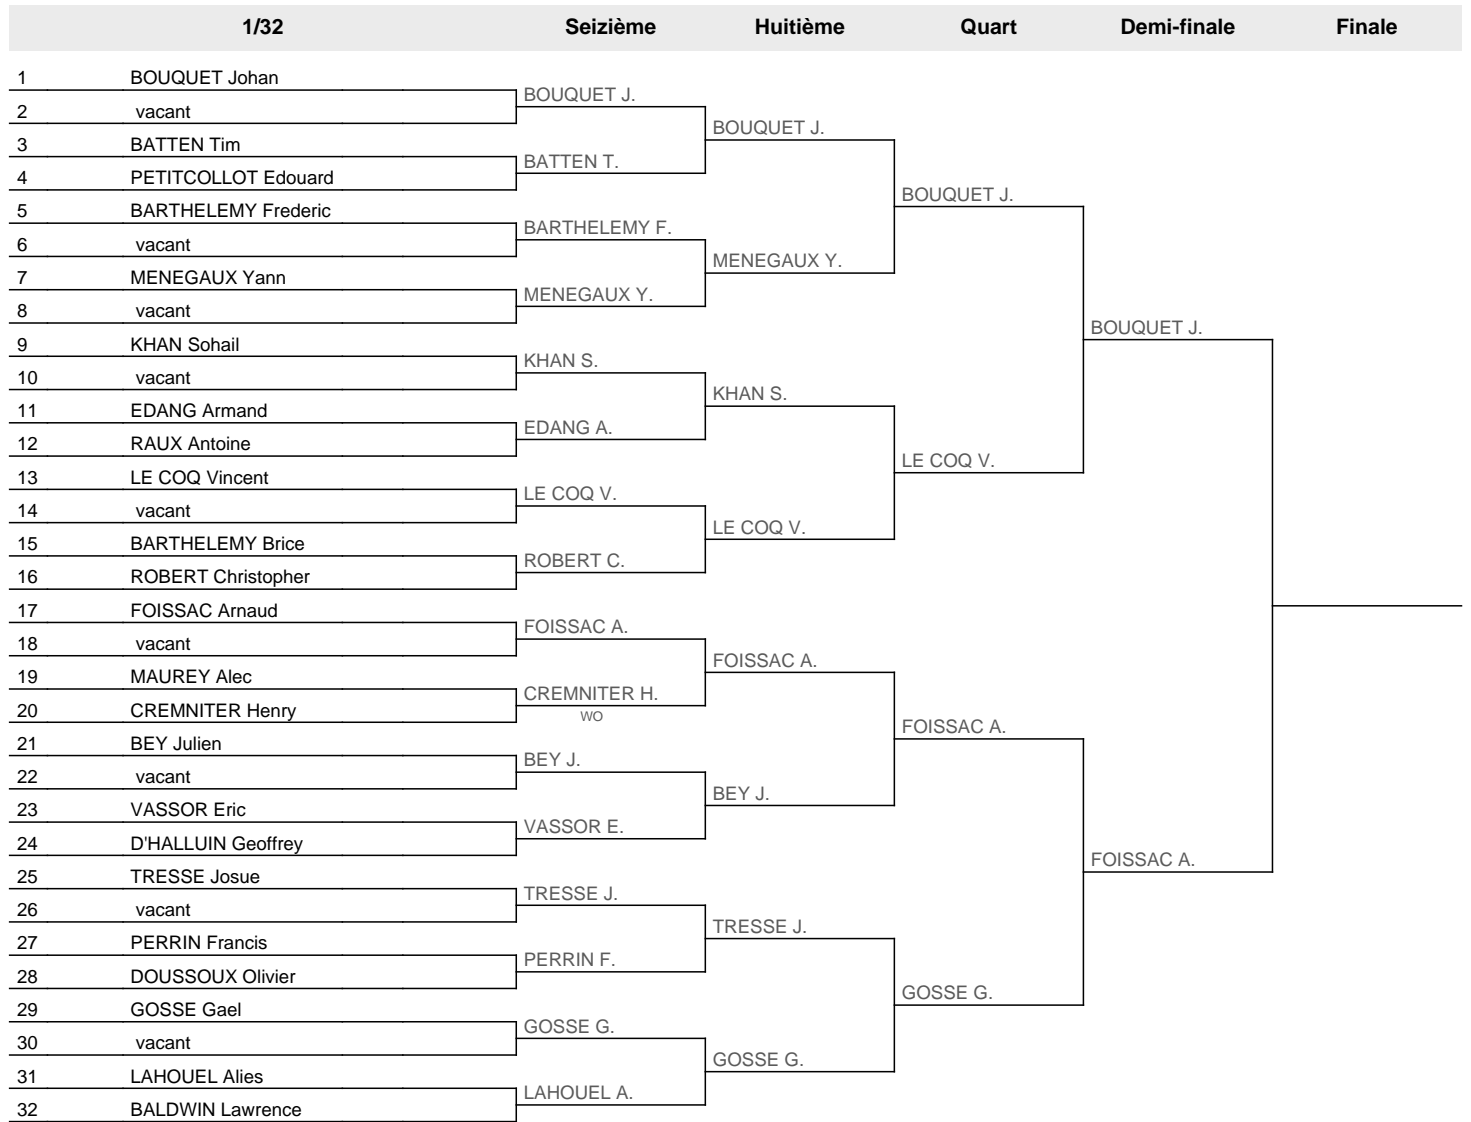 1/32 Seizième Huitième Quart Demi-finale Finale
1 BOUQUET Johan
BOUQUET J.
2 vacant
BOUQUET J.
3 BATTEN Tim
BATTEN T.
4 PETITCOLLOT Edouard
BOUQUET J.
5 BARTHELEMY Frederic
BARTHELEMY F.
6 vacant
MENEGAUX Y.
7 MENEGAUX Yann
MENEGAUX Y.
8 vacant
BOUQUET J.
9 KHAN Sohail
KHAN S.
10 vacant
KHAN S.
11 EDANG Armand
EDANG A.
12 RAUX Antoine
LE COQ V.
13 LE COQ Vincent
LE COQ V.
14 vacant
LE COQ V.
15 BARTHELEMY Brice
ROBERT C.
16 ROBERT Christopher
17 FOISSAC Arnaud
FOISSAC A.
18 vacant
FOISSAC A.
19 MAUREY Alec
CREMNITER H.
20 CREMNITER Henry
WO
FOISSAC A.
21 BEY Julien
BEY J.
22 vacant
BEY J.
23 VASSOR Eric
VASSOR E.
24 D'HALLUIN Geoffrey
FOISSAC A.
25 TRESSE Josue
TRESSE J.
26 vacant
TRESSE J.
27 PERRIN Francis
PERRIN F.
28 DOUSSOUX Olivier
GOSSE G.
29 GOSSE Gael
GOSSE G.
30 vacant
GOSSE G.
31 LAHOUEL Alies
LAHOUEL A.
32 BALDWIN Lawrence